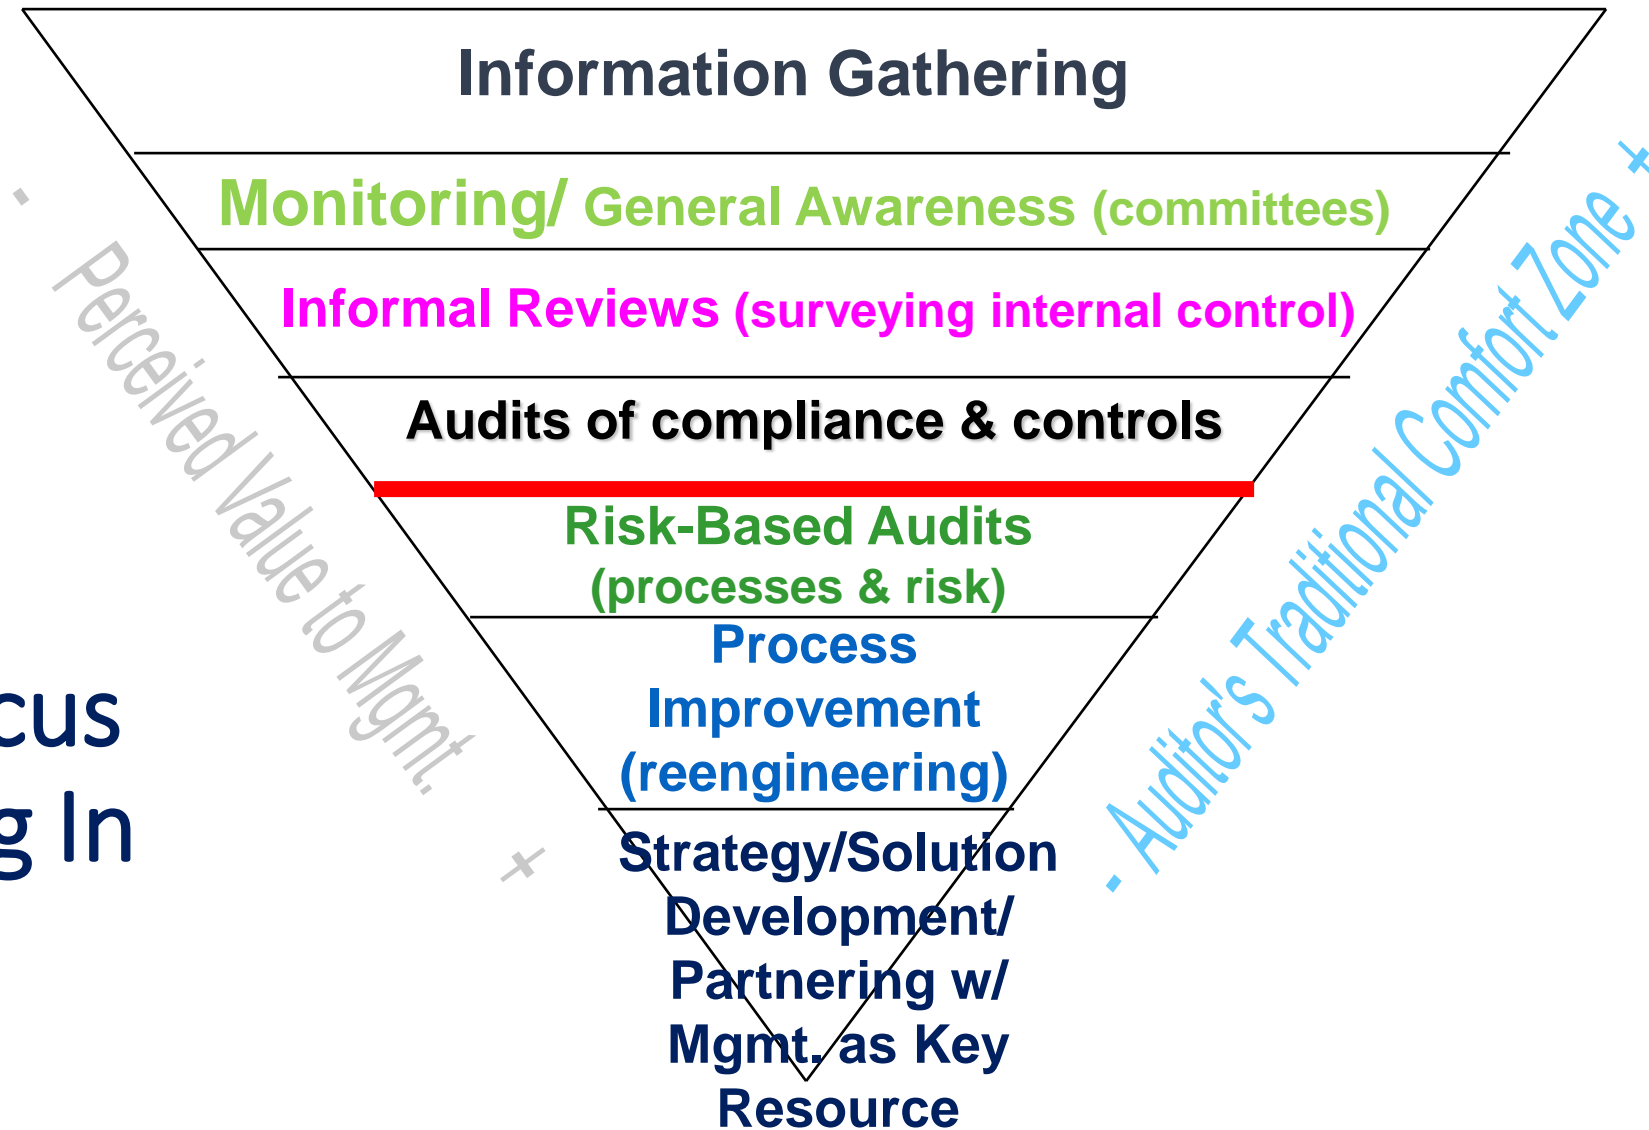 Information Gathering
Monitoring/ General Awareness (committees)
Informal Reviews (surveying internal control)
Audits of compliance & controls
Risk-Based Audits
(processes & risk)
Process
Improvement
(reengineering)
Strategy/Solution
Development/
Partnering w/
Mgmt. as Key
Resource
- Perceived Value to Mgmt. +
- Auditor's Traditional Comfort Zone +
In